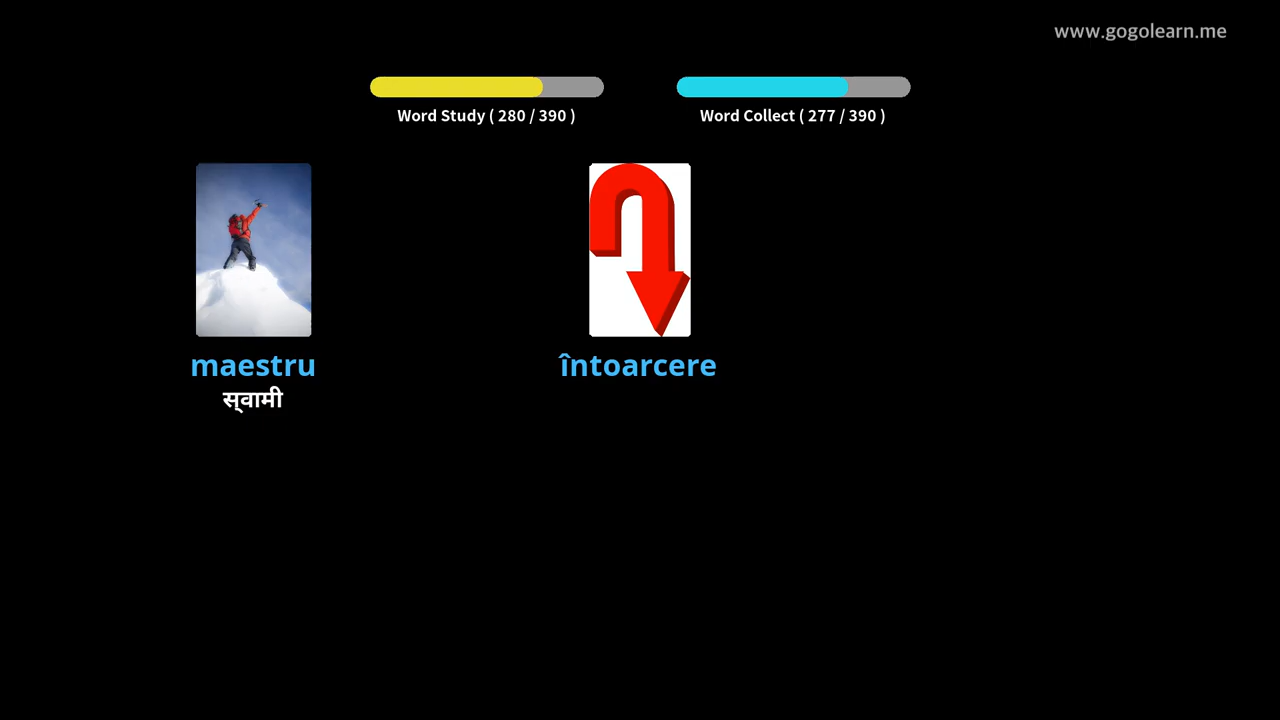 www.gogolearn.me
Word Study ( 280 / 390 )
Word Collect ( 277 / 390 )
maestru
întoarcere
स्‌वामी